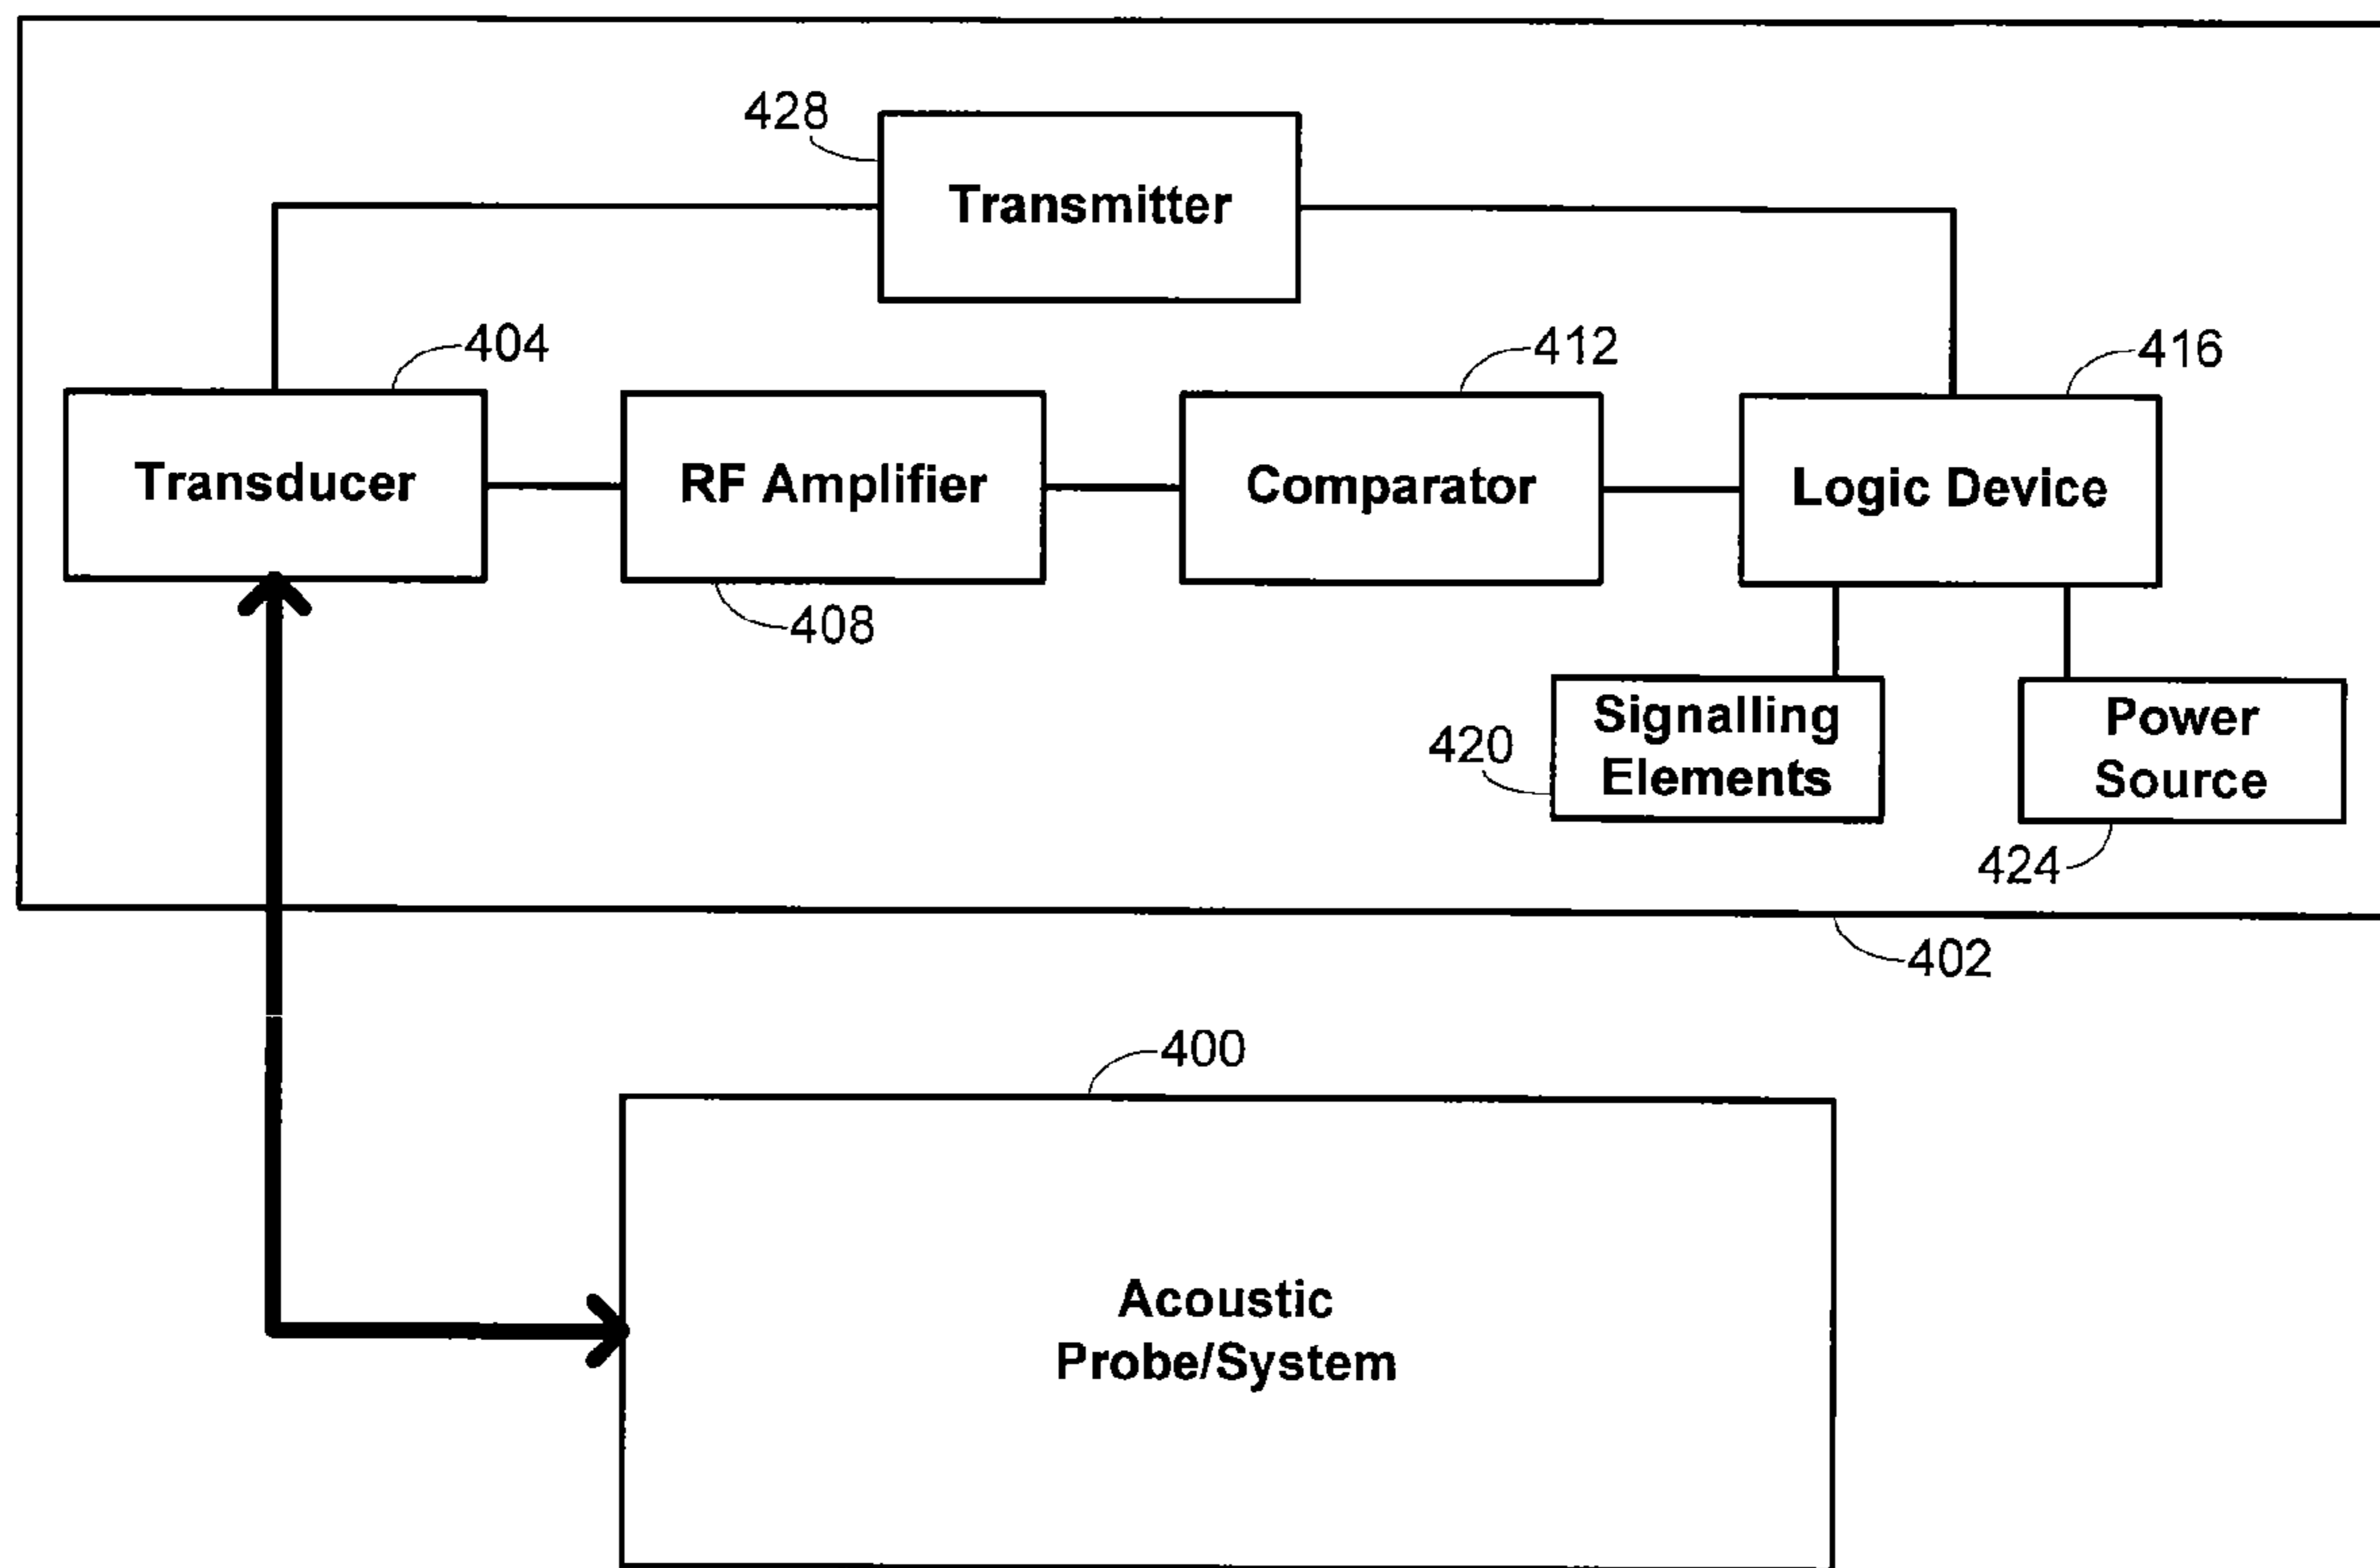 428
Transmitter
404
412
416
Transducer
RF Amplifier
Comparator
Logic Device
408
420
Signalling
Elements
Power
Source
424
402
400
Acoustic
Probe/System